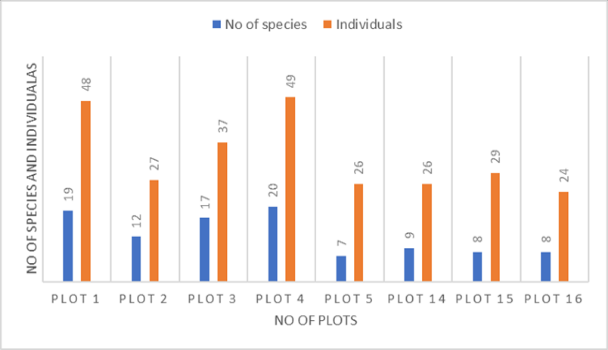 No of species
Individuals
NO OF SPECIES AND INDIVIDUALAS
19
48
12
27
17
37
20
49
7
26
9
26
8
29
8
24
PLOT 1
PLOT 2
PLOT 3
PLOT 4
PLOT 5
PLOT 14
PLOT 15
PLOT 16
NO OF PLOTS